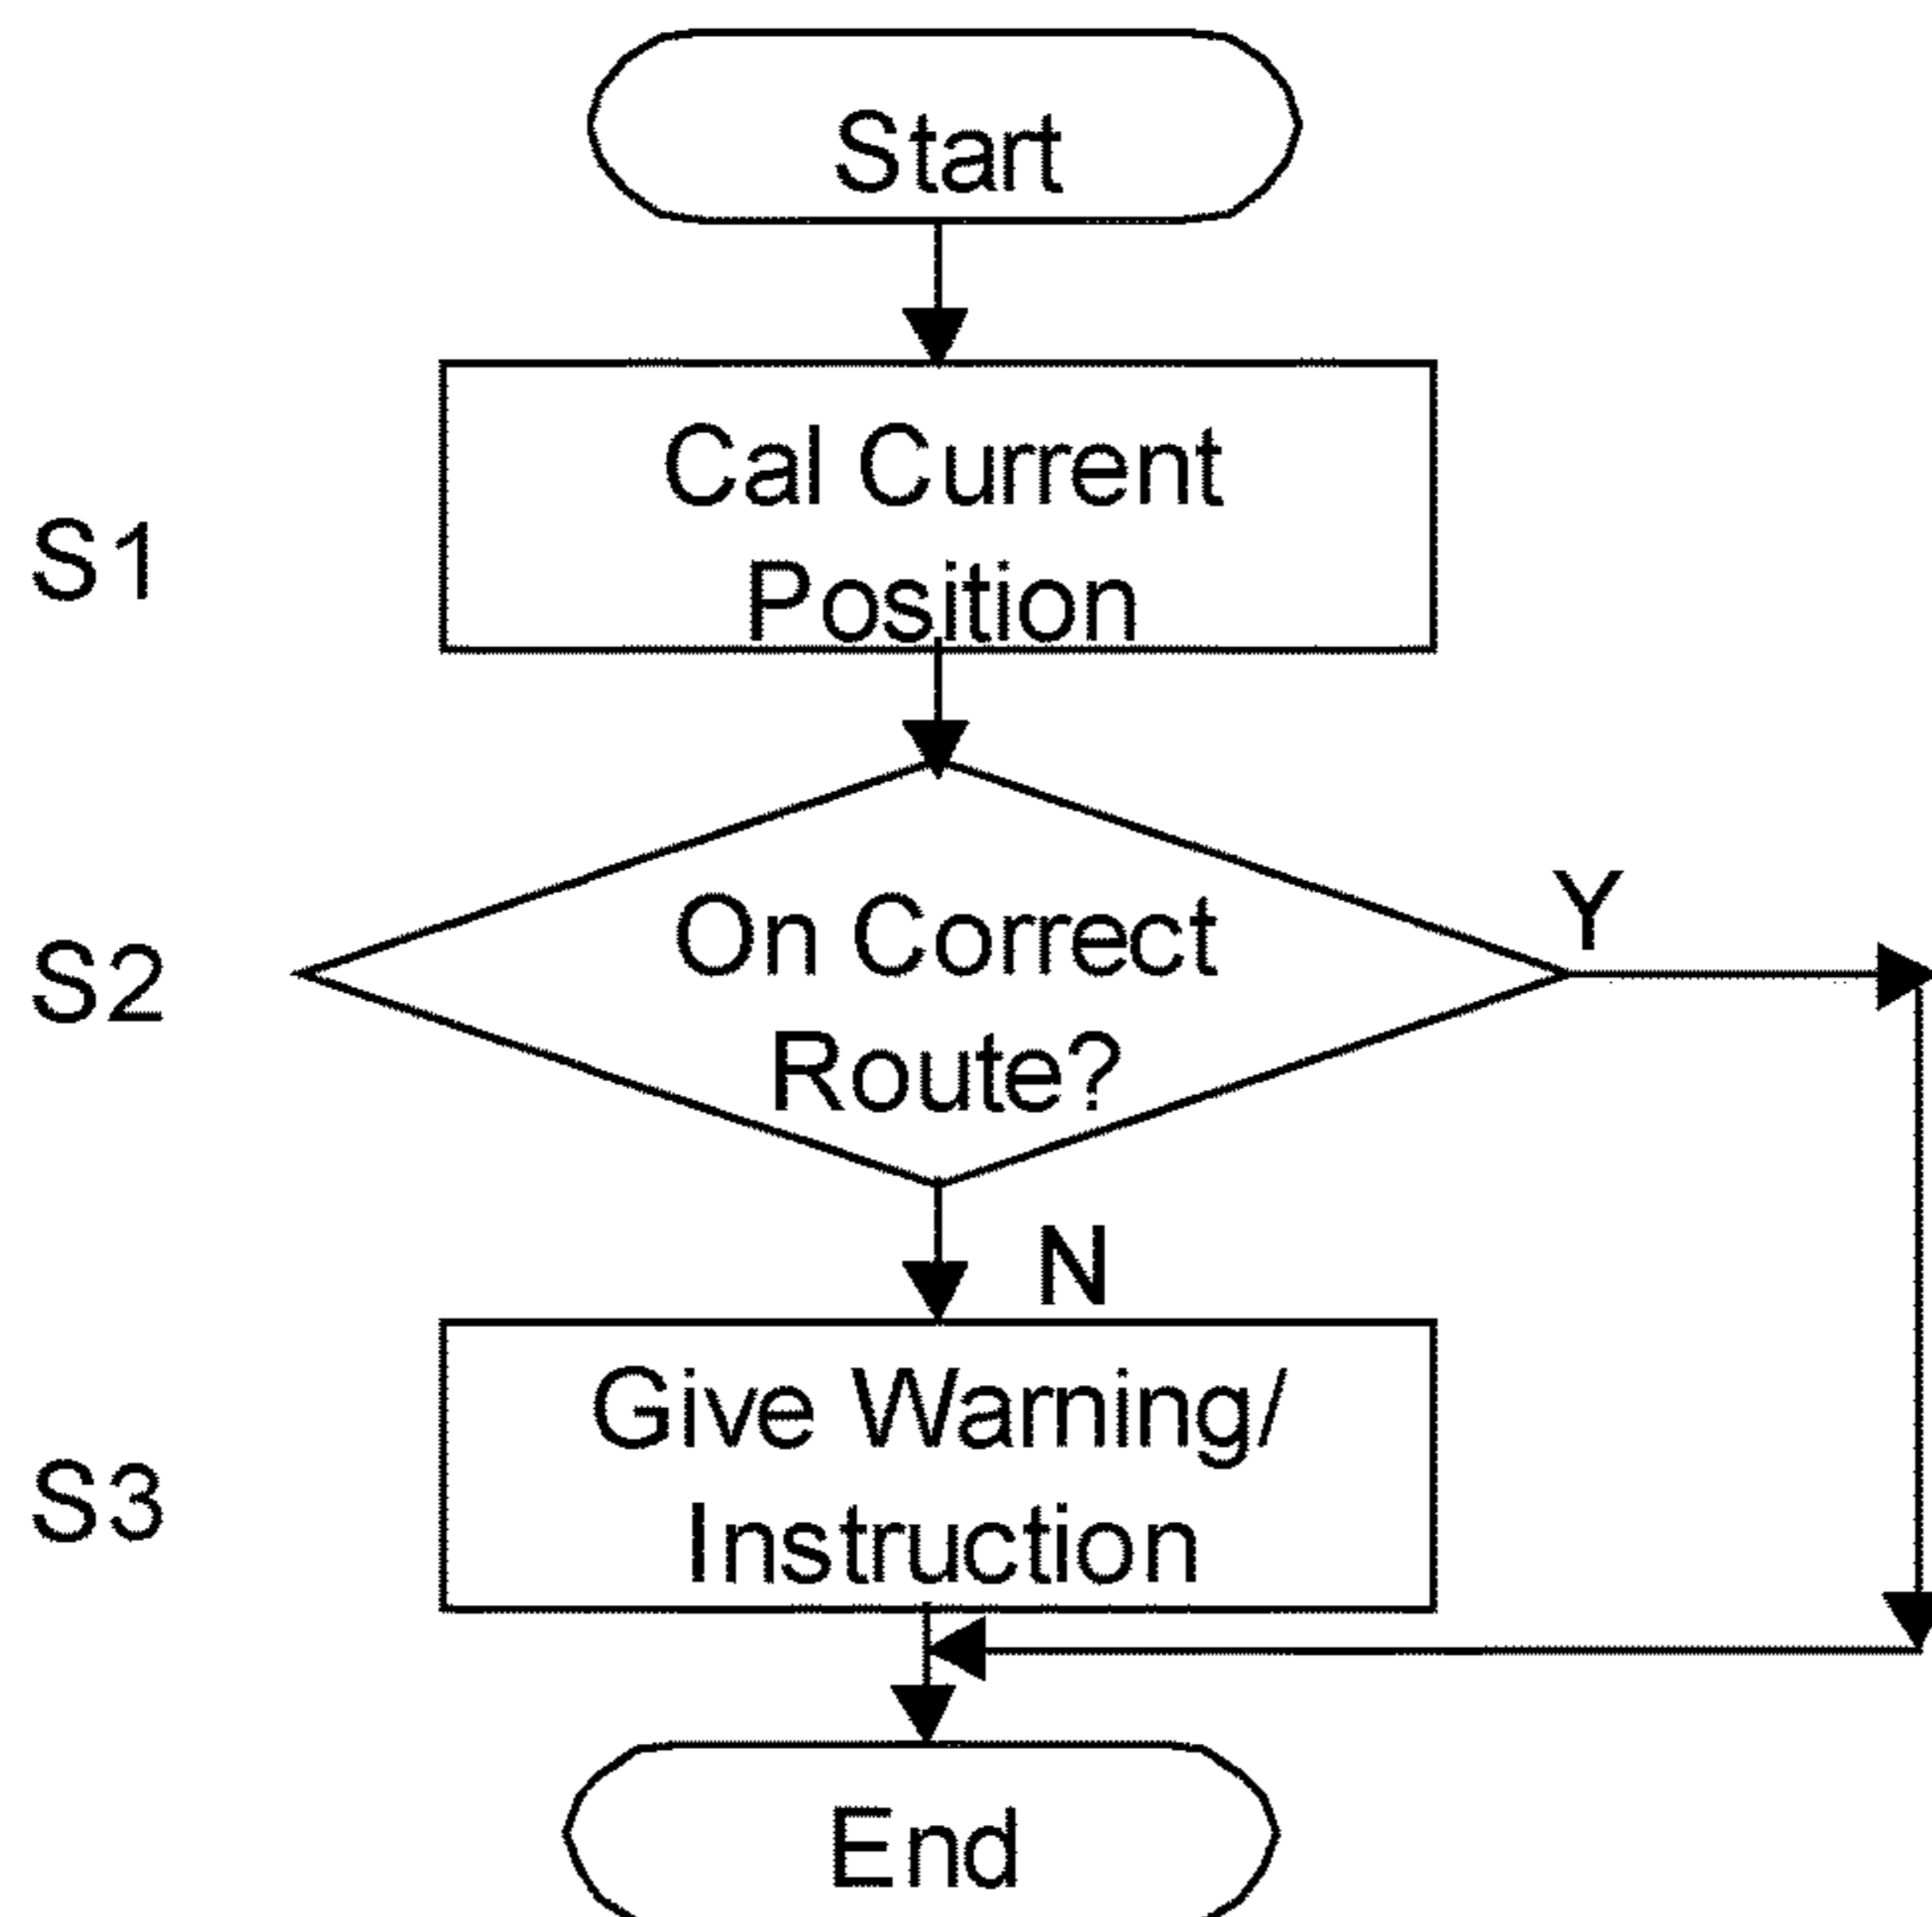 Start
S1
Cal Current
Position
S2
On Correct
Route?
Y
N
S3
Give Warning/
Instruction
End